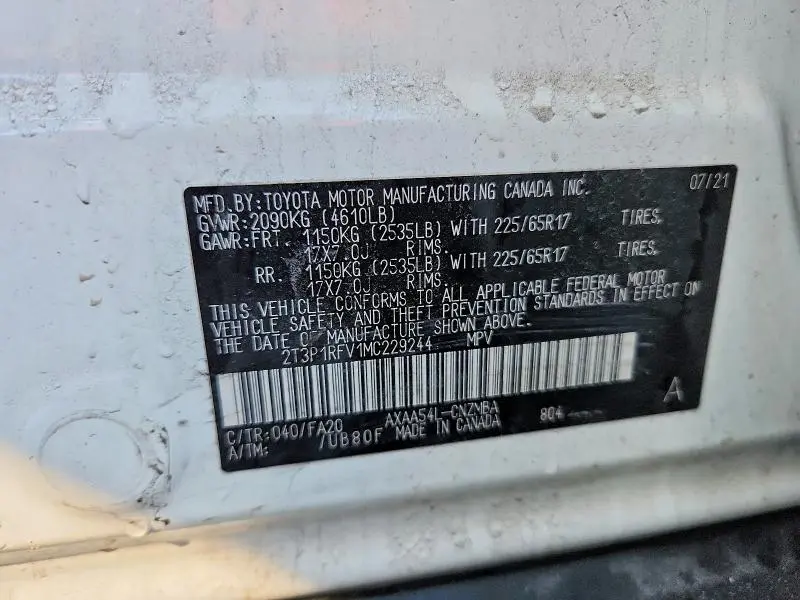 MFD. BY: TOYOTA MOTOR MANUFACTURING CANADA INC. 07/21
GVWR: 2090KG (4610LB)
GAWR: FRT. 1150KG (2535LB) WITH 225/65R17 TIRES,
17X7.0J RIMS.
RR. 1150KG (2535LB) WITH 225/65R17 TIRES,
17X7.0J RIMS.
THIS VEHICLE CONFORMS TO ALL APPLICABLE FEDERAL MOTOR
VEHICLE SAFETY AND THEFT PREVENTION STANDARDS IN EFFECT ON
THE DATE OF MANUFACTURE SHOWN ABOVE.
2T3P1RFV1MC229244 MPV
C/TR: 040/FA20 AXAA54L-CNZNBA 804
A/TM: /UB80F MADE IN CANADA
A